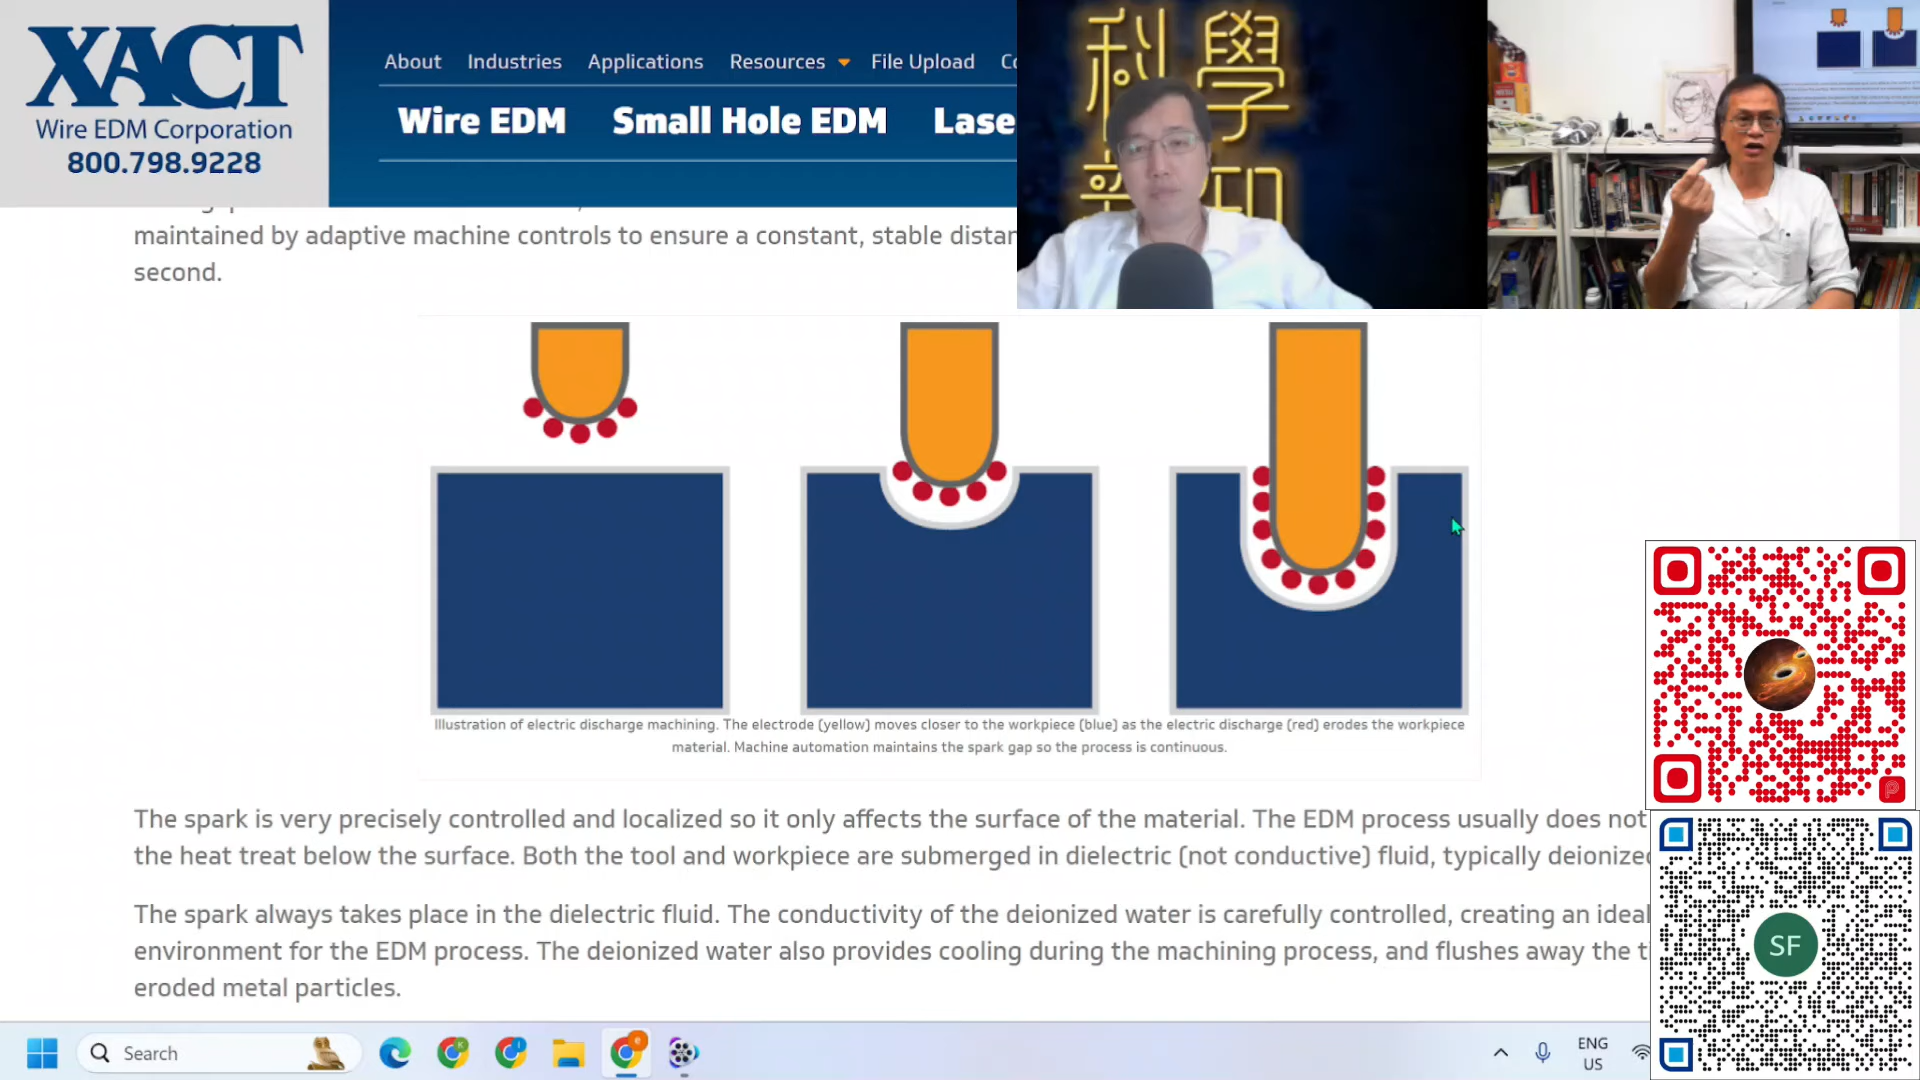 XACT
Wire EDM Corporation
800.798.9228
About Industries Applications Resources File Upload
Wire EDM Small Hole EDM
科學
新知
maintained by adaptive machine controls to ensure a constant, stable
second.
Illustration of electric discharge machining. The electrode (yellow) moves closer to the workpiece (blue) as the electric discharge (red) erodes the workpiece
material. Machine automation maintains the spark gap so the process is continuous.
The spark is very precisely controlled and localized so it only affects the surface of the material. The EDM process usually does not
the heat treat below the surface. Both the tool and workpiece are submerged in dielectric (not conductive) fluid, typically
The spark always takes place in the dielectric fluid. The conductivity of the deionized water is carefully controlled, creating an ideal
environment for the EDM process. The deionized water also provides cooling during the machining process, and flushes away the
eroded metal particles.
SF
Search
ENG
US